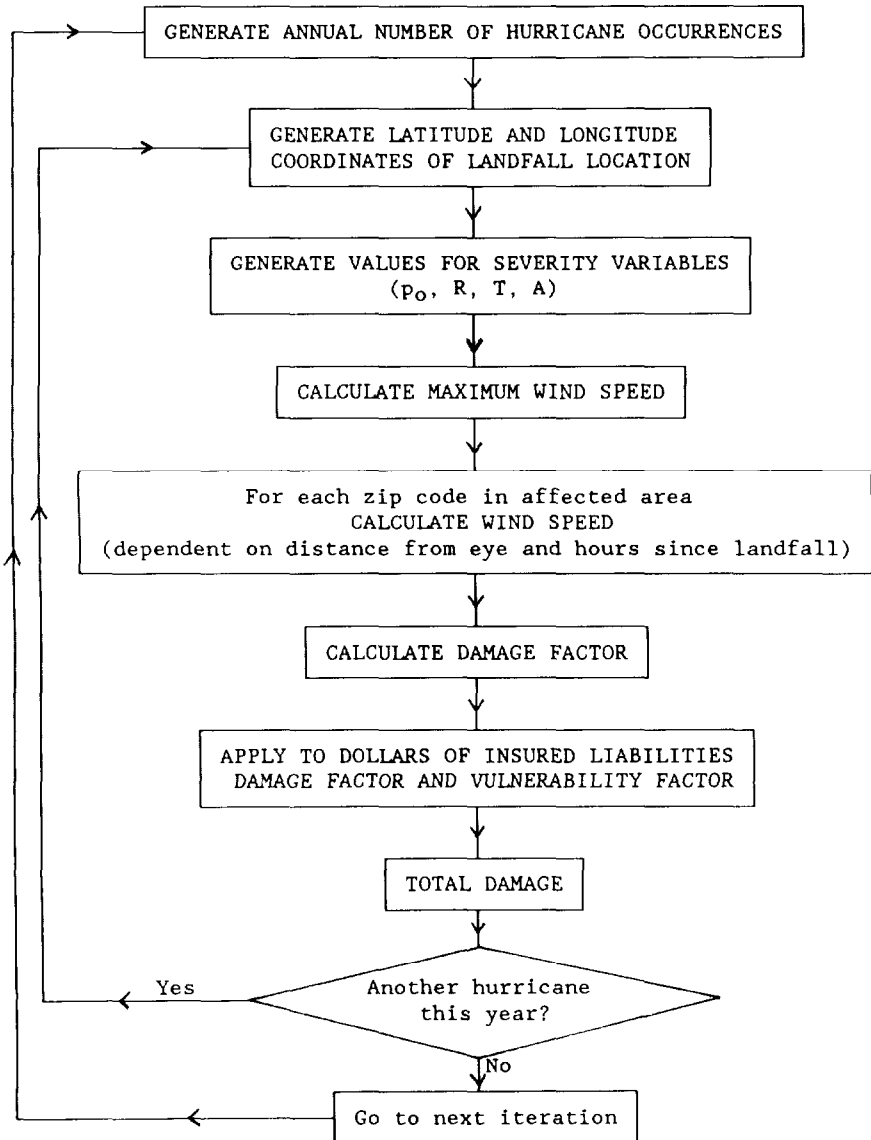 GENERATE ANNUAL NUMBER OF HURRICANE OCCURRENCES
GENERATE LATITUDE AND LONGITUDE
COORDINATES OF LANDFALL LOCATION
GENERATE VALUES FOR SEVERITY VARIABLES
(po, R, T, A)
CALCULATE MAXIMUM WIND SPEED
For each zip code in affected area
CALCULATE WIND SPEED
(dependent on distance from eye and hours since landfall)
CALCULATE DAMAGE FACTOR
APPLY TO DOLLARS OF INSURED LIABILITIES
DAMAGE FACTOR AND VULNERABILITY FACTOR
TOTAL DAMAGE
Yes
Another hurricane
this year?
No
Go to next iteration